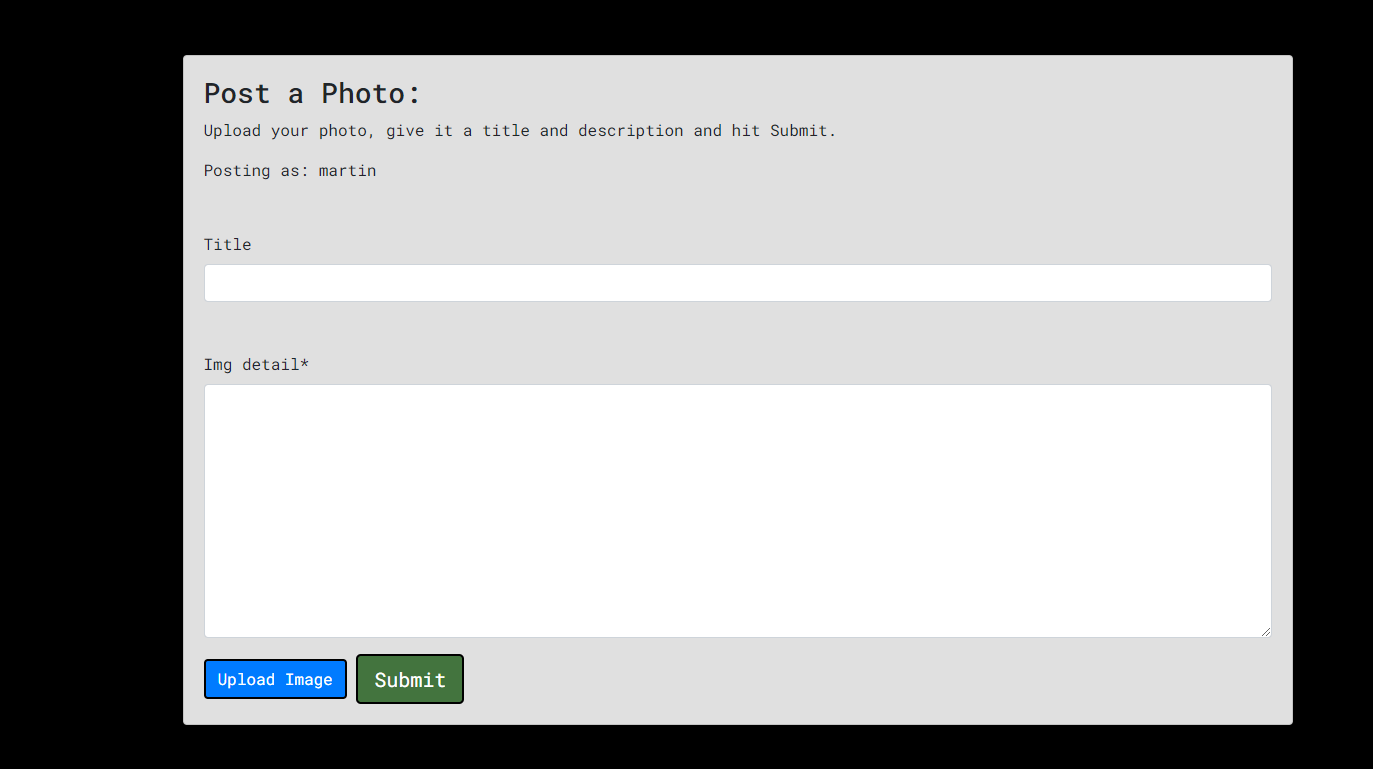 Post a Photo:
Upload your photo, give it a title and description and hit Submit.
Posting as: martin
Title
Img detail*
Upload Image
Submit